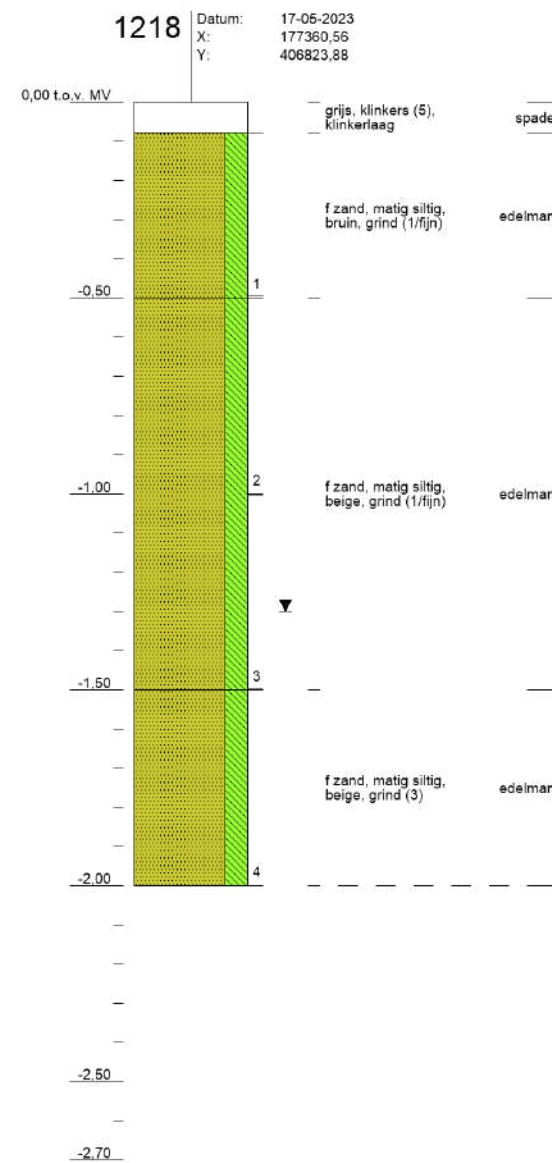 1218
Datum: 17-05-2023
X: 177360,56
Y: 406823,88
0,00 t.o.v. MV
grijs, klinkers (5),
klinkerlaag
spade
f zand, matig siltig,
bruin, grind (1/fijn)
edelman
1
-0,50
2
f zand, matig siltig,
beige, grind (1/fijn)
edelman
-1,00
3
-1,50
f zand, matig siltig,
beige, grind (3)
edelman
4
-2,00
-2,50
-2,70